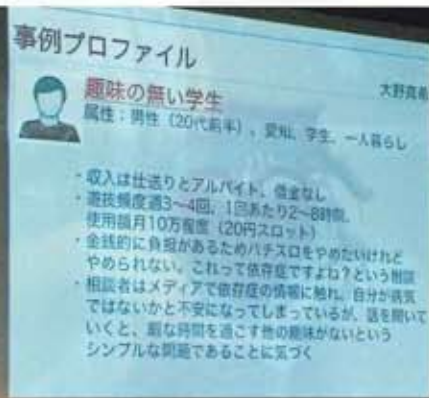 事例プロファイル
大野真希
趣味の無い学生
属性：男性（20代前半）、愛知、学生、一人暮らし
・収入は仕送りとアルバイト、借金なし
・遊技頻度週3〜4回、1回あたり2〜8時間、
使用額月10万程度（20円スロット）
・金銭的に負担があるためパチスロをやめたいけれど
やめられない、これって依存症ですよね？という相談
・相談者はメディアで依存症の情報に触れ、自分が病気
ではないかと不安になってしまっているが、話を聞いて
いくと、暇な時間を過ごす他の趣味がないという
シンプルな問題であることに気づく